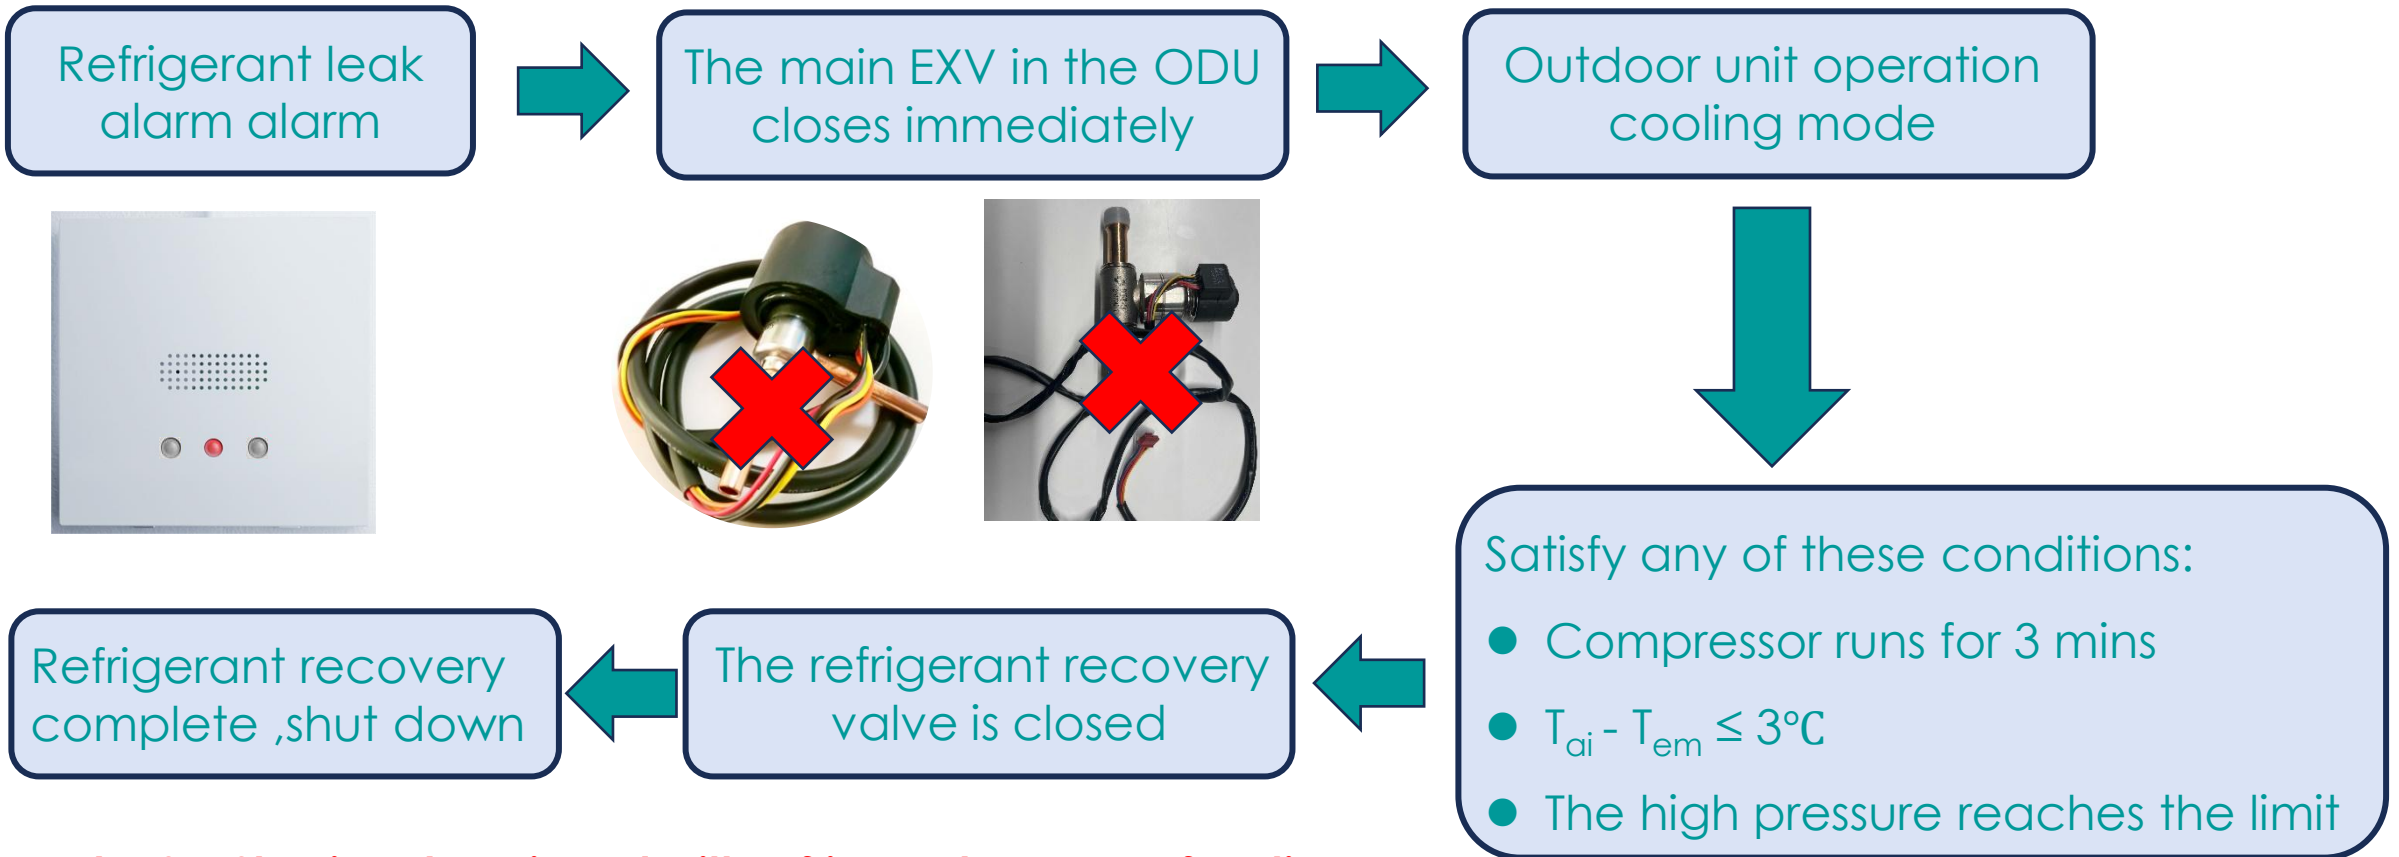 Refrigerant leak
alarm alarm
The main EXV in the ODU
closes immediately
Outdoor unit operation
cooling mode
Satisfy any of these conditions:
● Compressor runs for 3 mins
● Tai - Tem ≤ 3℃
● The high pressure reaches the limit
The refrigerant recovery
valve is closed
Refrigerant recovery
complete ,shut down